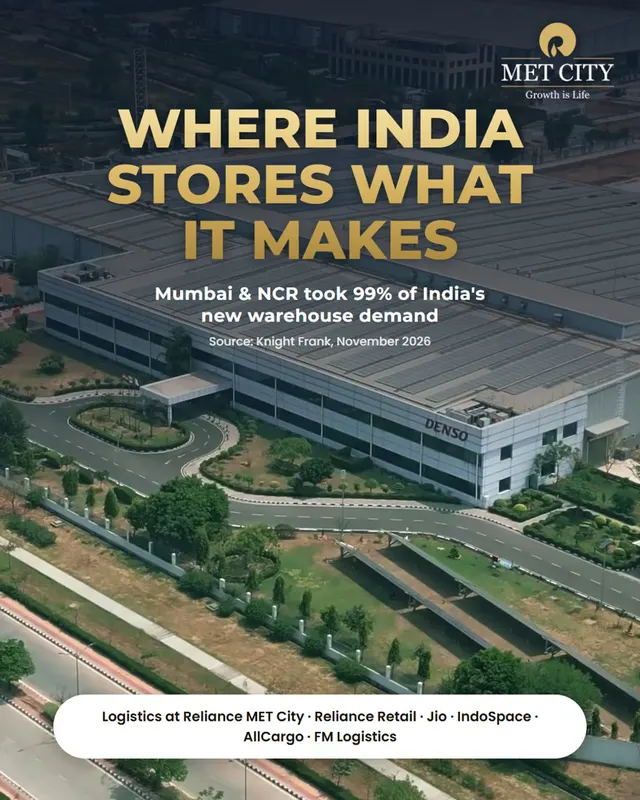 MET CITY
Growth is Life
WHERE INDIA
STORES WHAT
IT MAKES
Mumbai & NCR took 99% of India's
new warehouse demand
Source: Knight Frank, November 2026
DENSO
Logistics at Reliance MET City · Reliance Retail · Jio · IndoSpace ·
AllCargo · FM Logistics